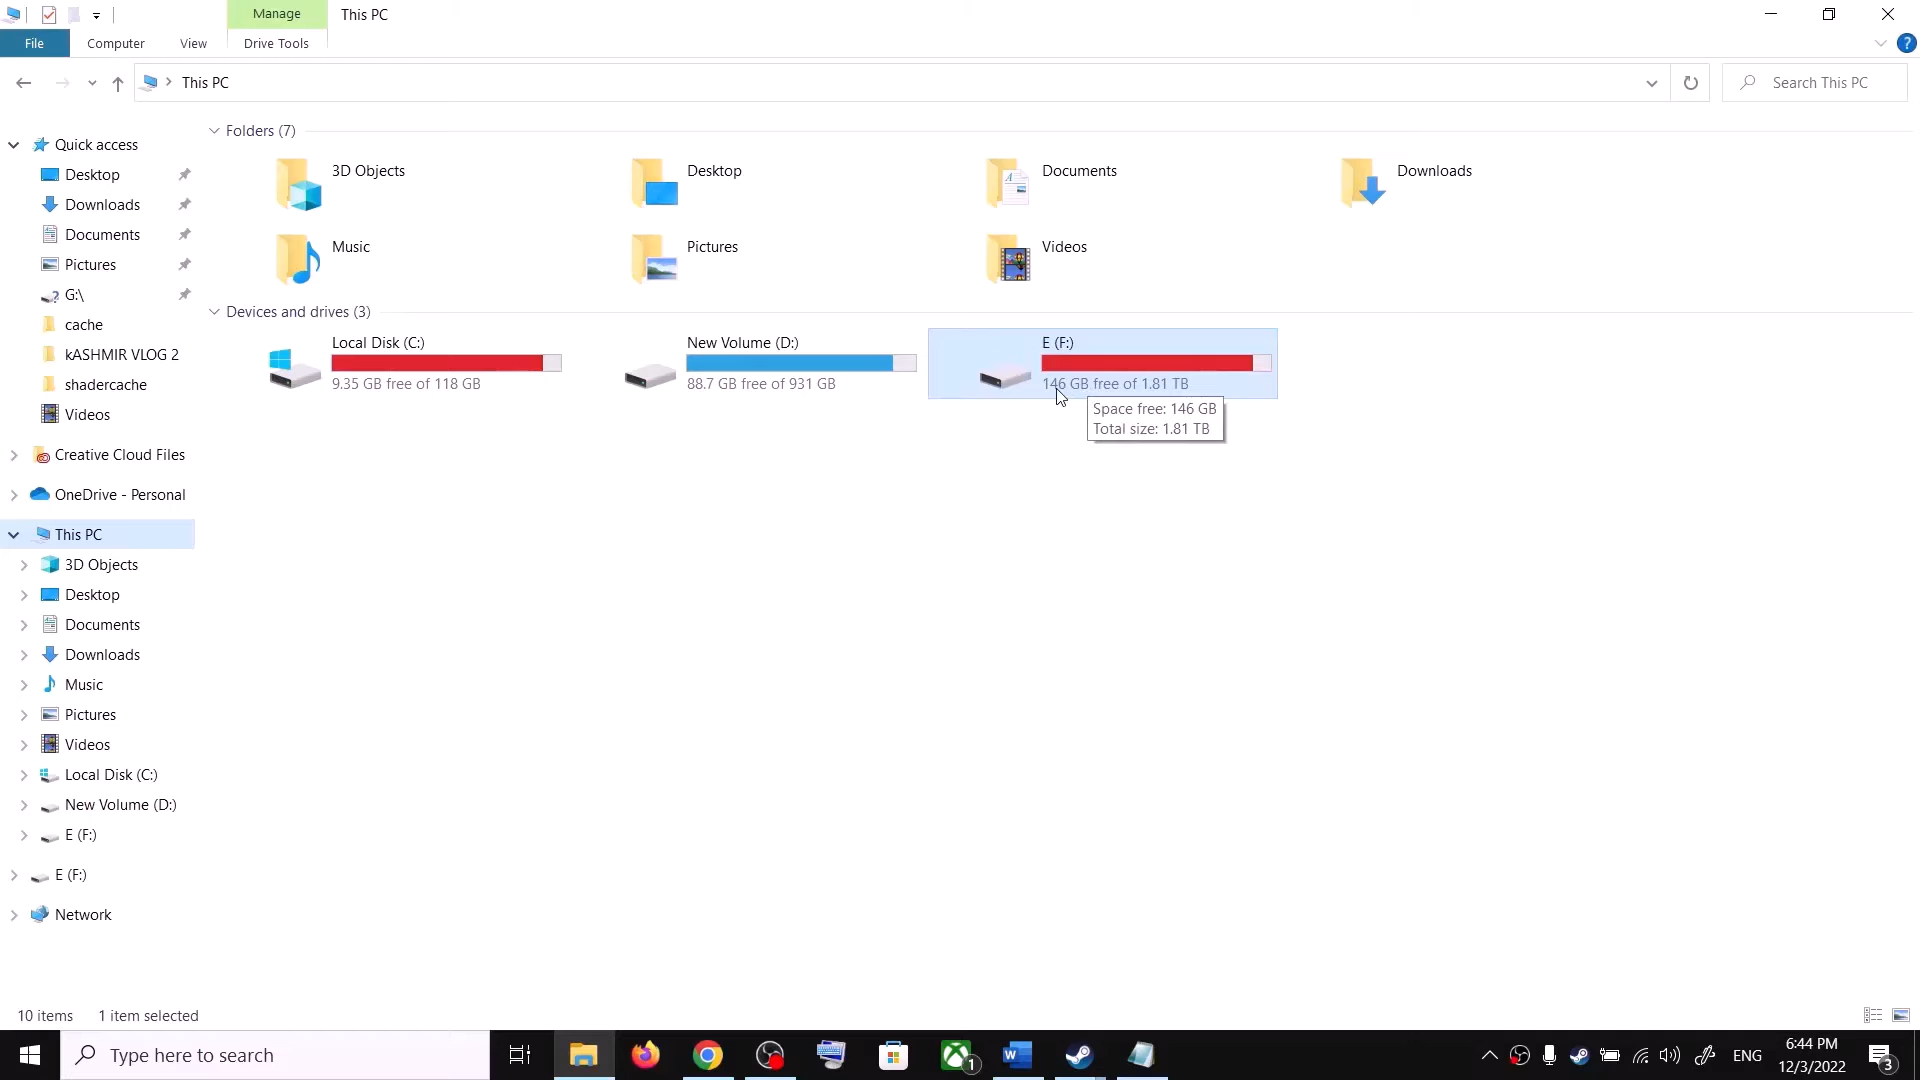 Manage
This PC
File
Computer
View
Drive Tools
?
This PC
Search This PC
Quick access
Desktop
Downloads
Documents
Pictures
G:\
cache
kASHMIR VLOG 2
shadercache
Videos
Creative Cloud Files
OneDrive - Personal
This PC
3D Objects
Desktop
Documents
Downloads
Music
Pictures
Videos
Local Disk (C:)
New Volume (D:)
E (F:)
E (F:)
Network
Folders (7)
3D Objects
Desktop
Documents
Downloads
Music
Pictures
Videos
Devices and drives (3)
Local Disk (C:)
9.35 GB free of 118 GB
New Volume (D:)
88.7 GB free of 931 GB
E (F:)
146 GB free of 1.81 TB
Space free: 146 GB
Total size: 1.81 TB
10 items
1 item selected
Type here to search
1
ENG
6:44 PM
12/3/2022
3